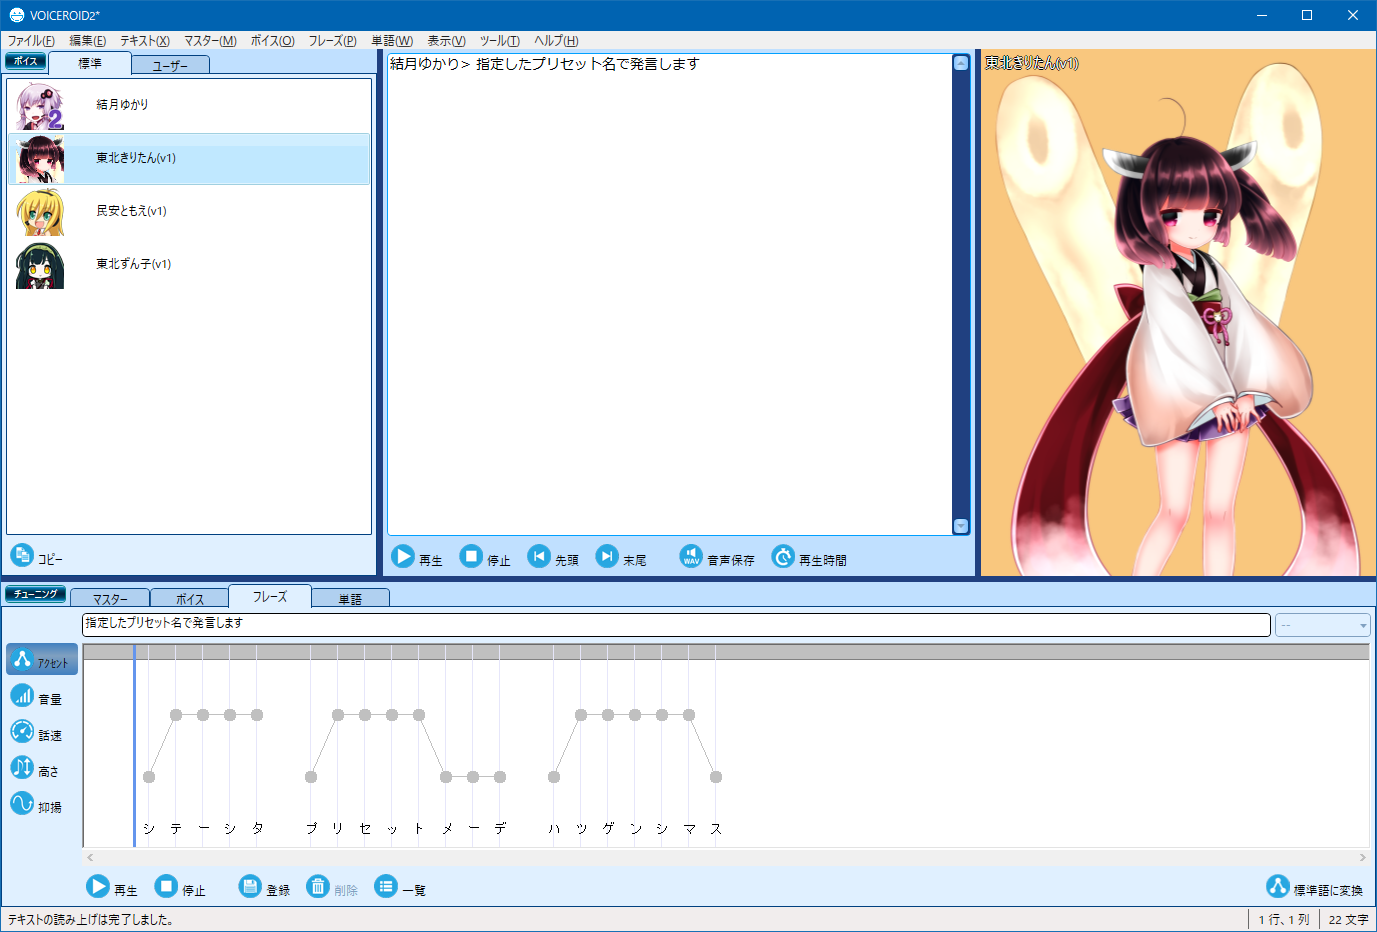 VOICEROID2*
ファイル(F) 編集(E) テキスト(X) マスター(M) ボイス(O) フレーズ(P) 単語(W) 表示(V) ツール(T) ヘルプ(H)
ボイス 標準 ユーザー
結月ゆかり
東北きりたん(v1)
民安ともえ(v1)
東北ずん子(v1)
コピー
結月ゆかり> 指定したプリセット名で発言します
再生 停止 先頭 末尾 WAV 音声保存 再生時間
東北きりたん(v1)
チューニング マスター ボイス フレーズ 単語
指定したプリセット名で発言します
--
アクセント
音量
話速
高さ
抑揚
シ テ ー シ タ プ リ セ ッ ト メ ー デ ハ ツ ゲ ン シ マ ス
再生 停止 登録 削除 一覧 標準語に変換
テキストの読み上げは完了しました。 1 行、1 列 22 文字